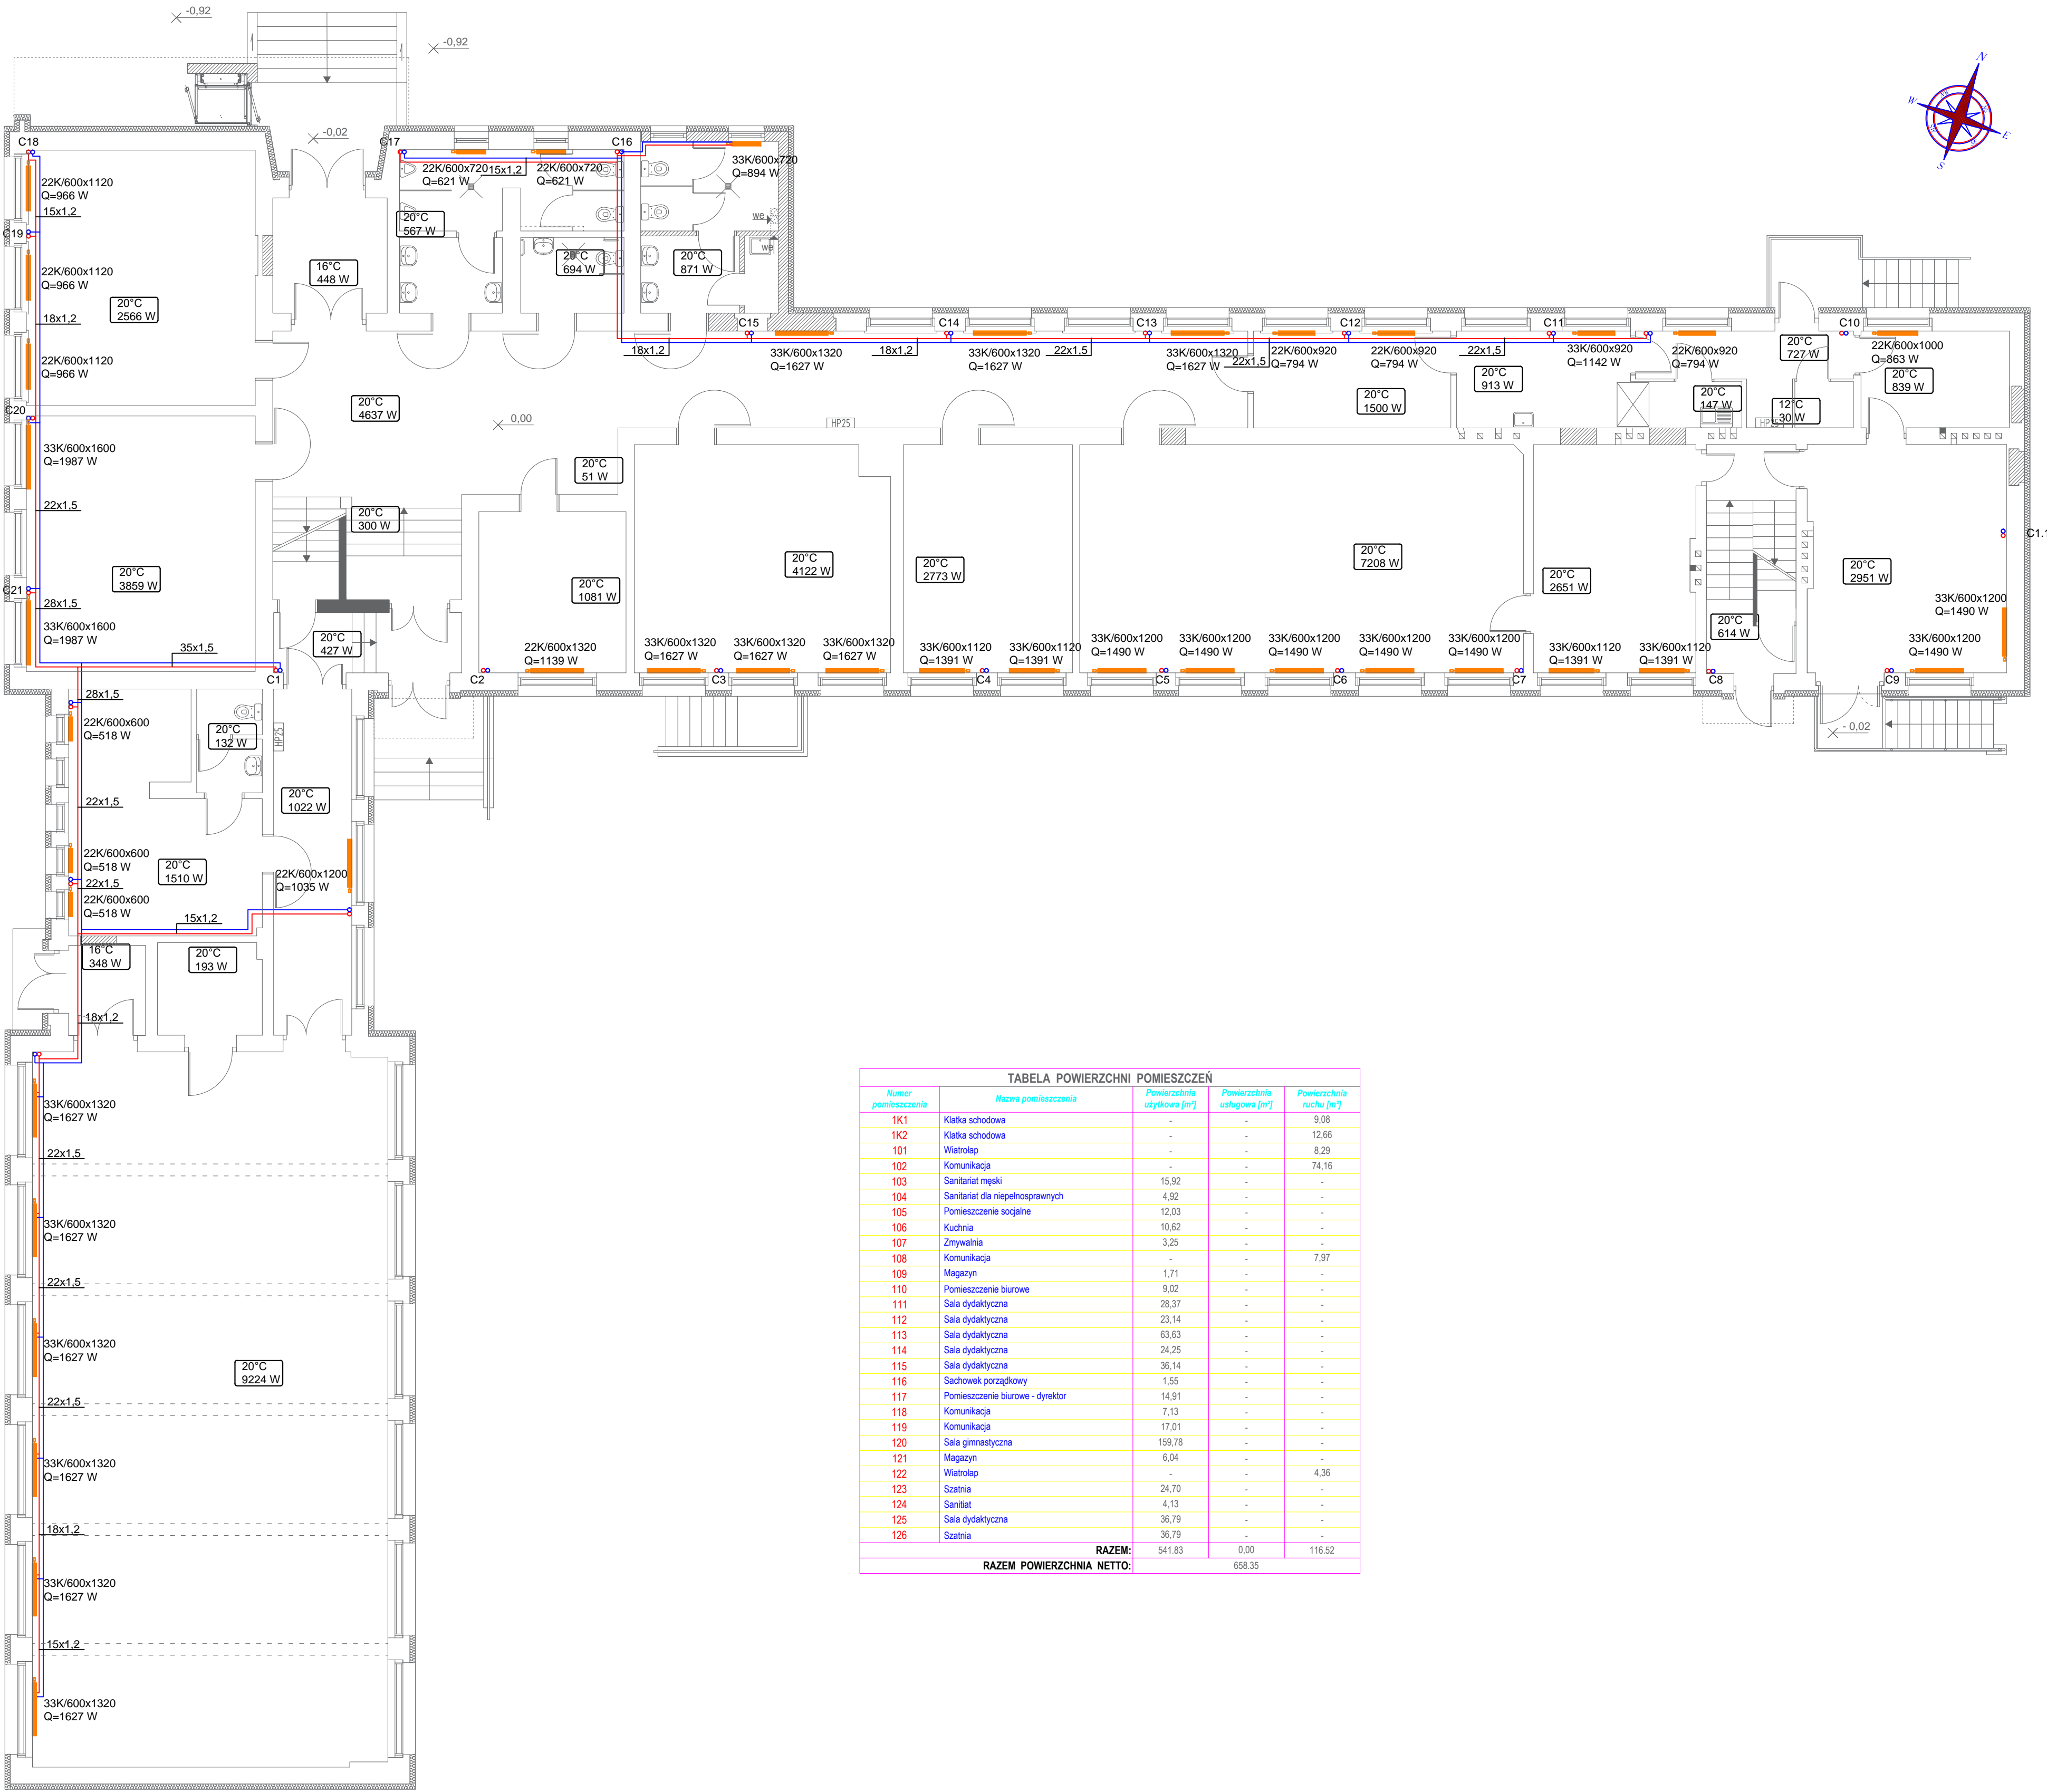 -0,92
-0,92
N
W
E
S
-0,02
C18
C17
C16
22K/600x1120
Q=966 W
15x1,2
22K/600x720
Q=621 W
15x1,2
22K/600x720
Q=621 W
33K/600x720
Q=894 W
20°C
567 W
we
we
C19
16°C
448 W
20°C
694 W
20°C
871 W
22K/600x1120
Q=966 W
20°C
2566 W
18x1,2
C15
C14
C13
C12
C11
C10
18x1,2
33K/600x1320
Q=1627 W
18x1,2
33K/600x1320
Q=1627 W
22x1,5
33K/600x1320
Q=1627 W
22x1,5
22K/600x920
Q=794 W
22K/600x920
Q=794 W
22x1,5
33K/600x920
Q=1142 W
22K/600x920
Q=794 W
20°C
727 W
22K/600x1000
Q=863 W
22K/600x1120
Q=966 W
20°C
913 W
20°C
839 W
20°C
4637 W
20°C
1500 W
20°C
147 W
12°C
30 W
C20
0,00
HP25
HP25
33K/600x1600
Q=1987 W
20°C
51 W
22x1,5
20°C
300 W
C1.1
20°C
3859 W
20°C
1081 W
20°C
4122 W
20°C
2773 W
20°C
7208 W
20°C
2651 W
20°C
2951 W
C21
28x1,5
33K/600x1600
Q=1987 W
33K/600x1200
Q=1490 W
20°C
614 W
35x1,5
20°C
427 W
22K/600x1320
Q=1139 W
33K/600x1320
Q=1627 W
33K/600x1320
Q=1627 W
33K/600x1320
Q=1627 W
33K/600x1120
Q=1391 W
33K/600x1120
Q=1391 W
33K/600x1200
Q=1490 W
33K/600x1200
Q=1490 W
33K/600x1200
Q=1490 W
33K/600x1200
Q=1490 W
33K/600x1200
Q=1490 W
33K/600x1120
Q=1391 W
33K/600x1120
Q=1391 W
33K/600x1200
Q=1490 W
C1
C2
C3
C4
C5
C6
C7
C8
C9
28x1,5
22K/600x600
Q=518 W
20°C
132 W
HP25
- 0,02
22x1,5
20°C
1022 W
22K/600x600
Q=518 W
20°C
1510 W
22K/600x1200
Q=1035 W
22x1,5
22K/600x600
Q=518 W
15x1,2
16°C
348 W
20°C
193 W
18x1,2
33K/600x1320
Q=1627 W
22x1,5
33K/600x1320
Q=1627 W
22x1,5
33K/600x1320
Q=1627 W
20°C
9224 W
22x1,5
33K/600x1320
Q=1627 W
18x1,2
33K/600x1320
Q=1627 W
15x1,2
33K/600x1320
Q=1627 W
TABELA POWIERZCHNI POMIESZCZEŃ
Numer pomieszczenia Nazwa pomieszczenia Powierzchnia użytkowa [m²] Powierzchnia usługowa [m²] Powierzchnia ruchu [m²]
1K1 Klatka schodowa - - 9,08
1K2 Klatka schodowa - - 12,66
101 Wiatrołap - - 8,29
102 Komunikacja - - 74,16
103 Sanitariat męski 15,92 - -
104 Sanitariat dla niepełnosprawnych 4,92 - -
105 Pomieszczenie socjalne 12,03 - -
106 Kuchnia 10,62 - -
107 Zmywalnia 3,25 - -
108 Komunikacja - - 7,97
109 Magazyn 1,71 - -
110 Pomieszczenie biurowe 9,02 - -
111 Sala dydaktyczna 28,37 - -
112 Sala dydaktyczna 23,14 - -
113 Sala dydaktyczna 63,63 - -
114 Sala dydaktyczna 24,25 - -
115 Sala dydaktyczna 36,14 - -
116 Sachowek porządkowy 1,55 - -
117 Pomieszczenie biurowe - dyrektor 14,91 - -
118 Komunikacja 7,13 - -
119 Komunikacja 17,01 - -
120 Sala gimnastyczna 159,78 - -
121 Magazyn 6,04 - -
122 Wiatrołap - - 4,36
123 Szatnia 24,70 - -
124 Sanitiat 4,13 - -
125 Sala dydaktyczna 36,79 - -
126 Szatnia 36,79 - -
RAZEM: 541.83 0,00 116.52
RAZEM POWIERZCHNIA NETTO: 658.35